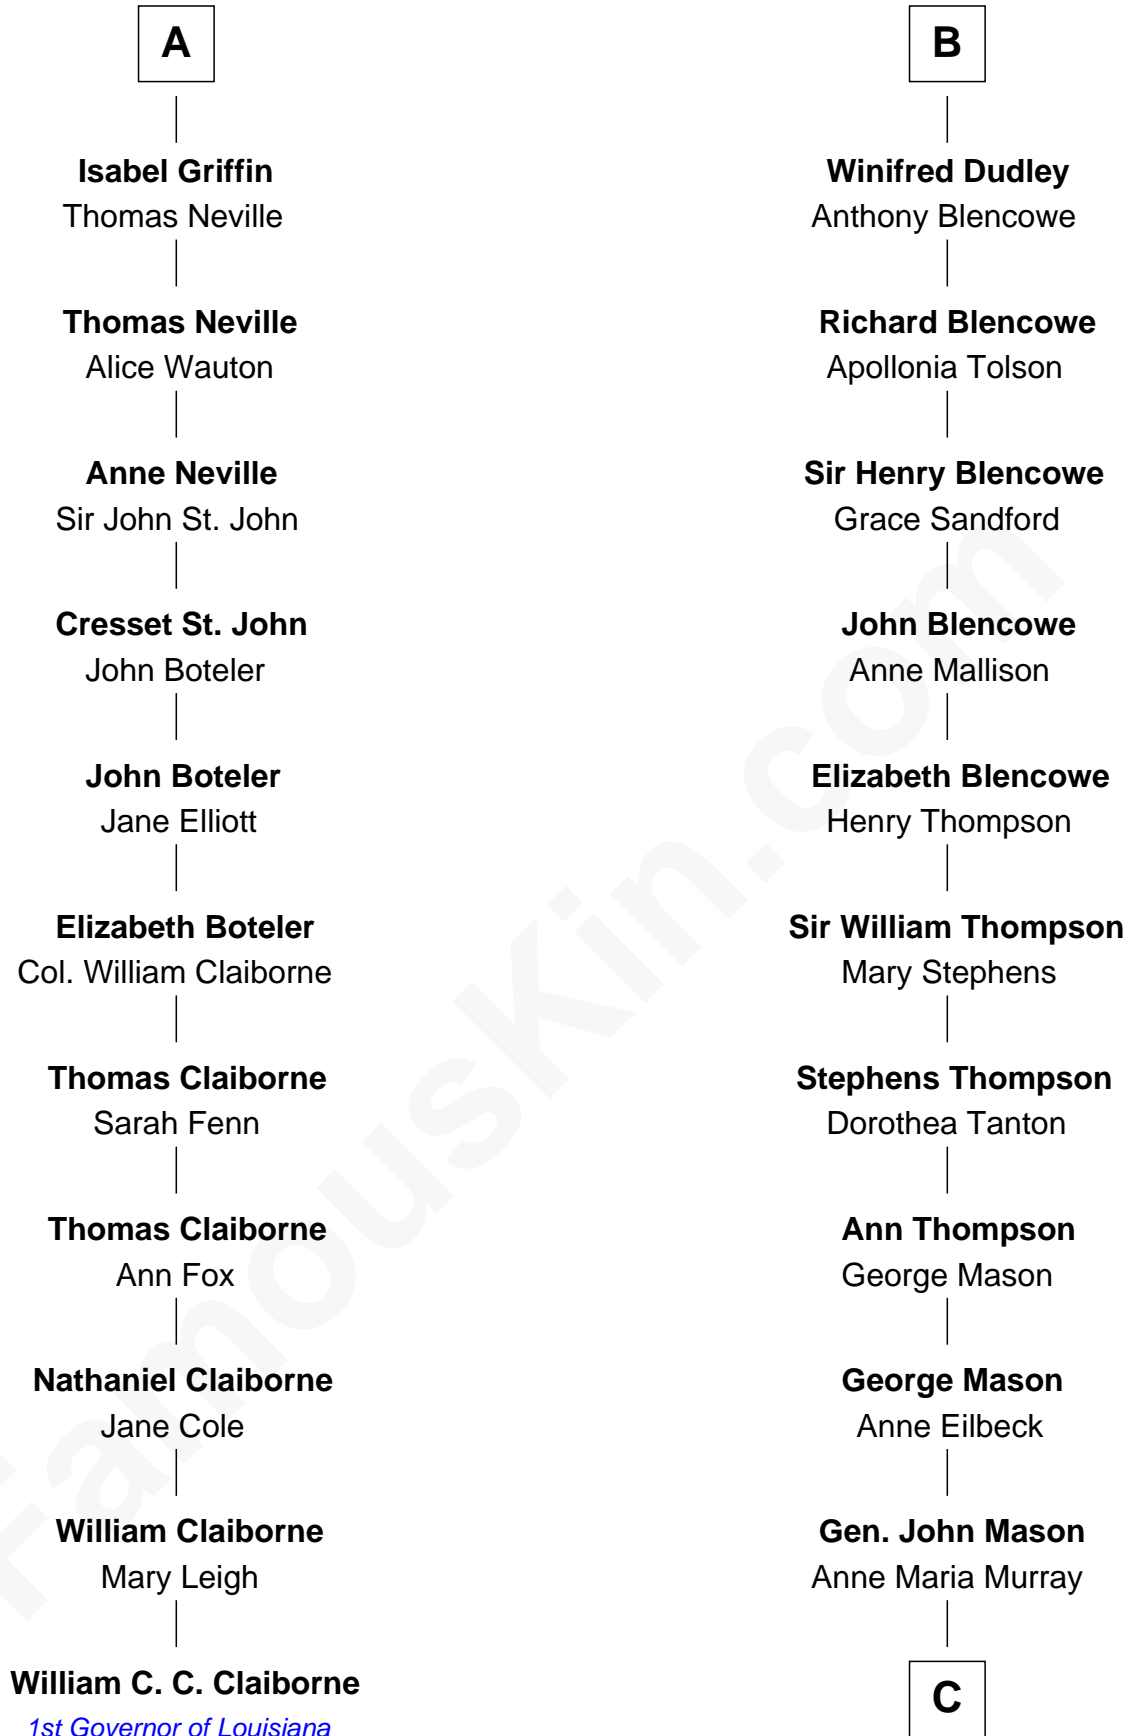 A
Isabel Griffin
Thomas Neville
Thomas Neville
Alice Wauton
Anne Neville
Sir John St. John
Cresset St. John
John Boteler
John Boteler
Jane Elliott
Elizabeth Boteler
Col. William Claiborne
Thomas Claiborne
Sarah Fenn
Thomas Claiborne
Ann Fox
Nathaniel Claiborne
Jane Cole
William Claiborne
Mary Leigh
William C. C. Claiborne
1st Governor of Louisiana
B
Winifred Dudley
Anthony Blencowe
Richard Blencowe
Apollonia Tolson
Sir Henry Blencowe
Grace Sandford
John Blencowe
Anne Mallison
Elizabeth Blencowe
Henry Thompson
Sir William Thompson
Mary Stephens
Stephens Thompson
Dorothea Tanton
Ann Thompson
George Mason
George Mason
Anne Eilbeck
Gen. John Mason
Anne Maria Murray
C
FamousKin.com